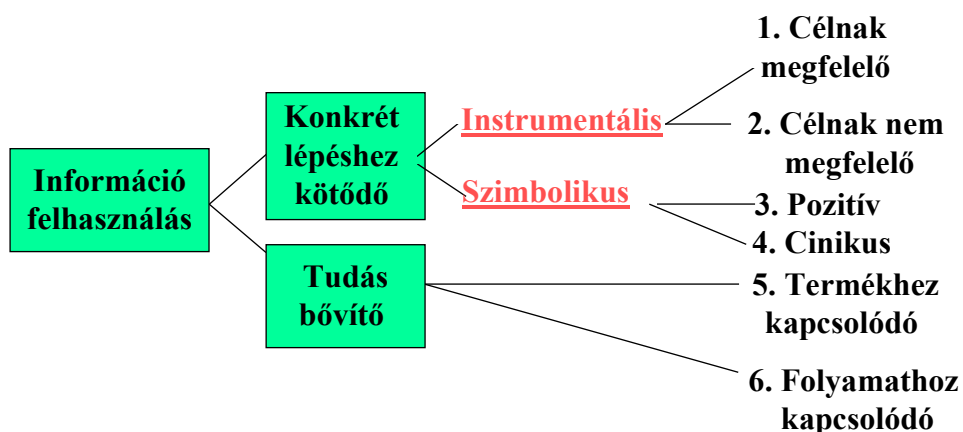 Információ
felhasználás
Konkrét
lépéshez
kötődő
Tudás
bővítő
Instrumentális
Szimbolikus
1. Célnak
megfelelő
2. Célnak nem
megfelelő
3. Pozitív
4. Cinikus
5. Termékhez
kapcsolódó
6. Folyamathoz
kapcsolódó